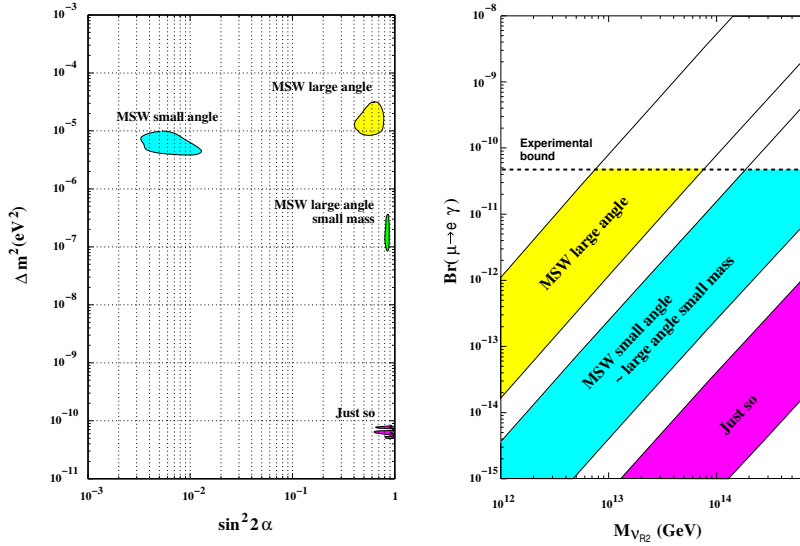 10⁻³
10⁻⁴
10⁻⁵
10⁻⁶
10⁻⁷
10⁻⁸
10⁻⁹
10⁻¹⁰
10⁻¹¹
Δ m² (eV²)
MSW large angle
MSW small angle
MSW large angle
small mass
Just so
10⁻³
10⁻²
10⁻¹
1
sin² 2 α
10⁻⁸
10⁻⁹
10⁻¹⁰
10⁻¹¹
10⁻¹²
10⁻¹³
10⁻¹⁴
10⁻¹⁵
Br( μ→e γ )
Experimental
bound
MSW large angle
MSW small angle
~ large angle small mass
Just so
10¹²
10¹³
10¹⁴
M_νR2 (GeV)